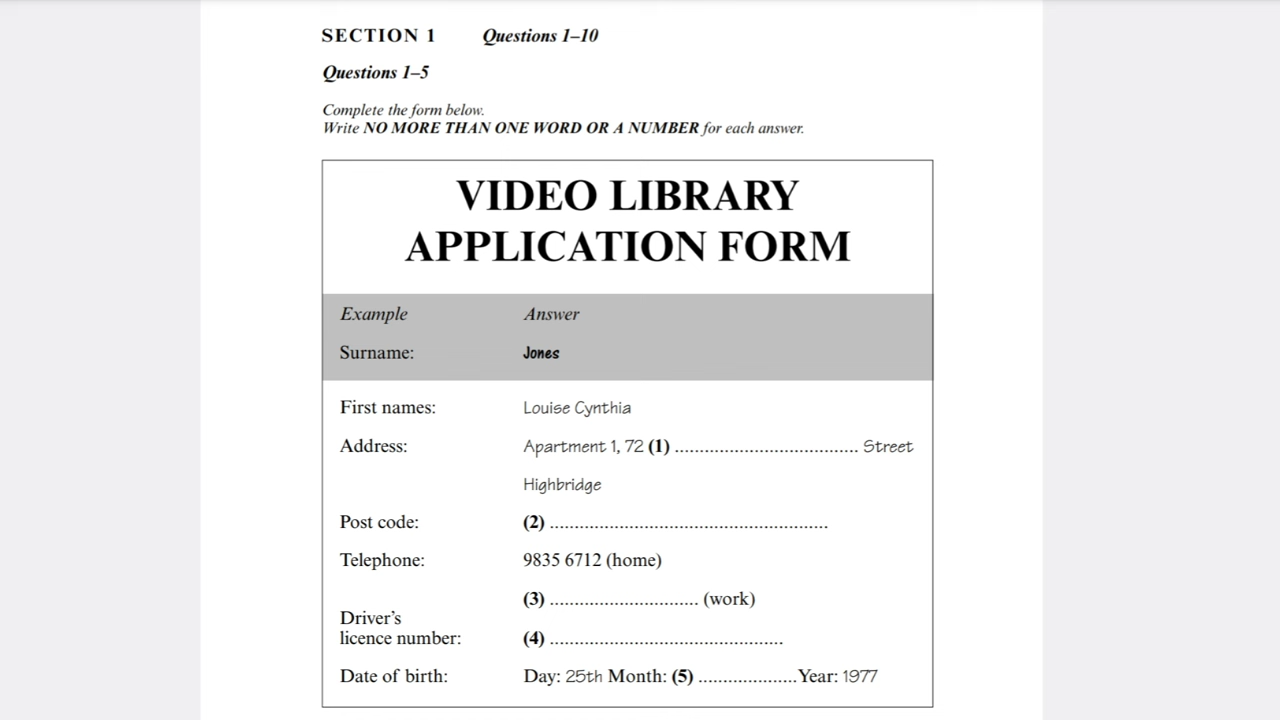 SECTION 1 Questions 1–10
Questions 1–5
Complete the form below.
Write NO MORE THAN ONE WORD OR A NUMBER for each answer.
VIDEO LIBRARY
APPLICATION FORM
Example Answer
Surname: Jones
First names: Louise Cynthia
Address: Apartment 1, 72 (1) .................................... Street
Highbridge
Post code: (2) .......................................................
Telephone: 9835 6712 (home)
(3) ............................. (work)
Driver’s
licence number: (4) ..............................................
Date of birth: Day: 25th Month: (5) ....................Year: 1977